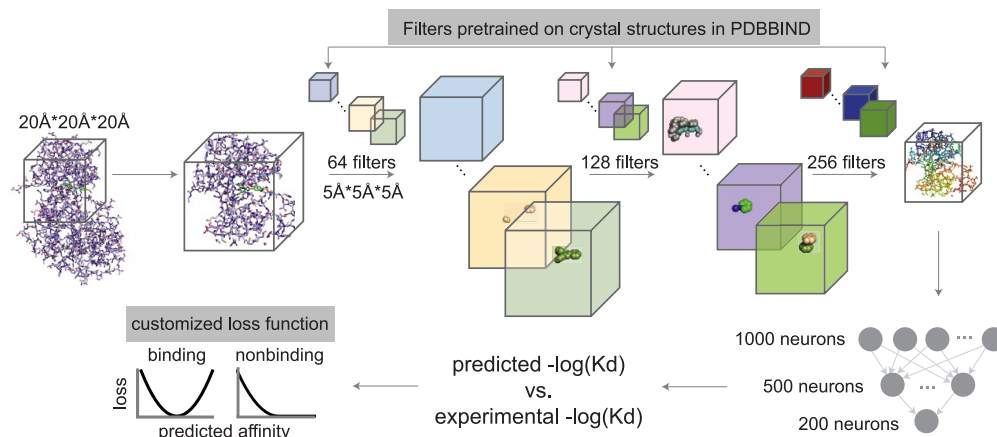 Filters pretrained on crystal structures in PDBBIND
20Å*20Å*20Å
64 filters
5Å*5Å*5Å
128 filters
256 filters
customized loss function
binding
nonbinding
loss
predicted affinity
predicted -log(Kd)
vs.
experimental -log(Kd)
1000 neurons
...
500 neurons
...
200 neurons